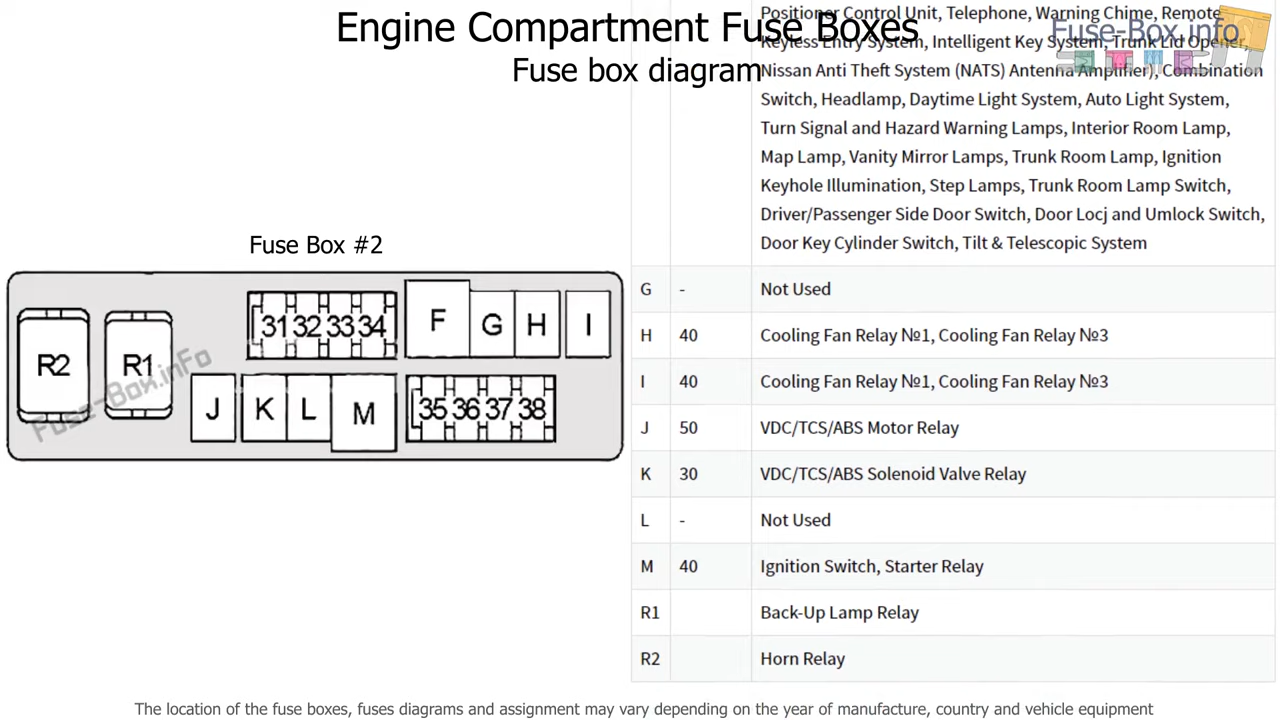 Engine Compartment Fuse Boxes
Fuse box diagram
Fuse-Box.info
Positioner Control Unit, Telephone, Warning Chime, Remote
Keyless Entry System, Intelligent Key System, Trunk Lid Opener,
Nissan Anti Theft System (NATS) Antenna Amplifier), Combination
Switch, Headlamp, Daytime Light System, Auto Light System,
Turn Signal and Hazard Warning Lamps, Interior Room Lamp,
Map Lamp, Vanity Mirror Lamps, Trunk Room Lamp, Ignition
Keyhole Illumination, Step Lamps, Trunk Room Lamp Switch,
Driver/Passenger Side Door Switch, Door Locj and Umlock Switch,
Door Key Cylinder Switch, Tilt & Telescopic System
Fuse Box #2
R2 R1 31 32 33 34 F G H I
J K L M 35 36 37 38
Fuse-Box.inFo
G - Not Used
H 40 Cooling Fan Relay №1, Cooling Fan Relay №3
I 40 Cooling Fan Relay №1, Cooling Fan Relay №3
J 50 VDC/TCS/ABS Motor Relay
K 30 VDC/TCS/ABS Solenoid Valve Relay
L - Not Used
M 40 Ignition Switch, Starter Relay
R1 Back-Up Lamp Relay
R2 Horn Relay
The location of the fuse boxes, fuses diagrams and assignment may vary depending on the year of manufacture, country and vehicle equipment